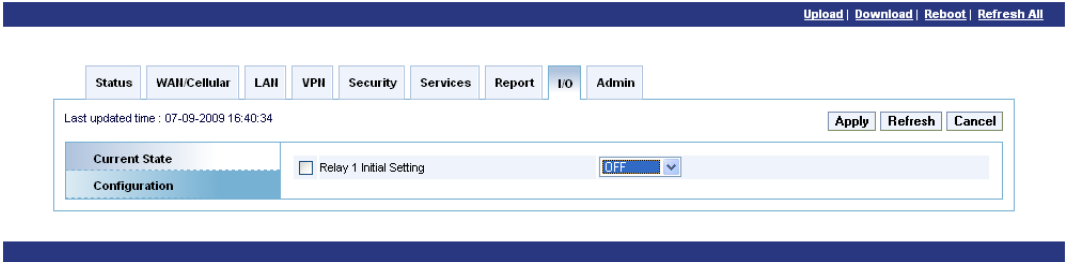 Upload | Download | Reboot | Refresh All
Status WAN/Cellular LAN VPN Security Services Report I/O Admin
Last updated time : 07-09-2009 16:40:34 Apply Refresh Cancel
Current State
Relay 1 Initial Setting OFF
Configuration